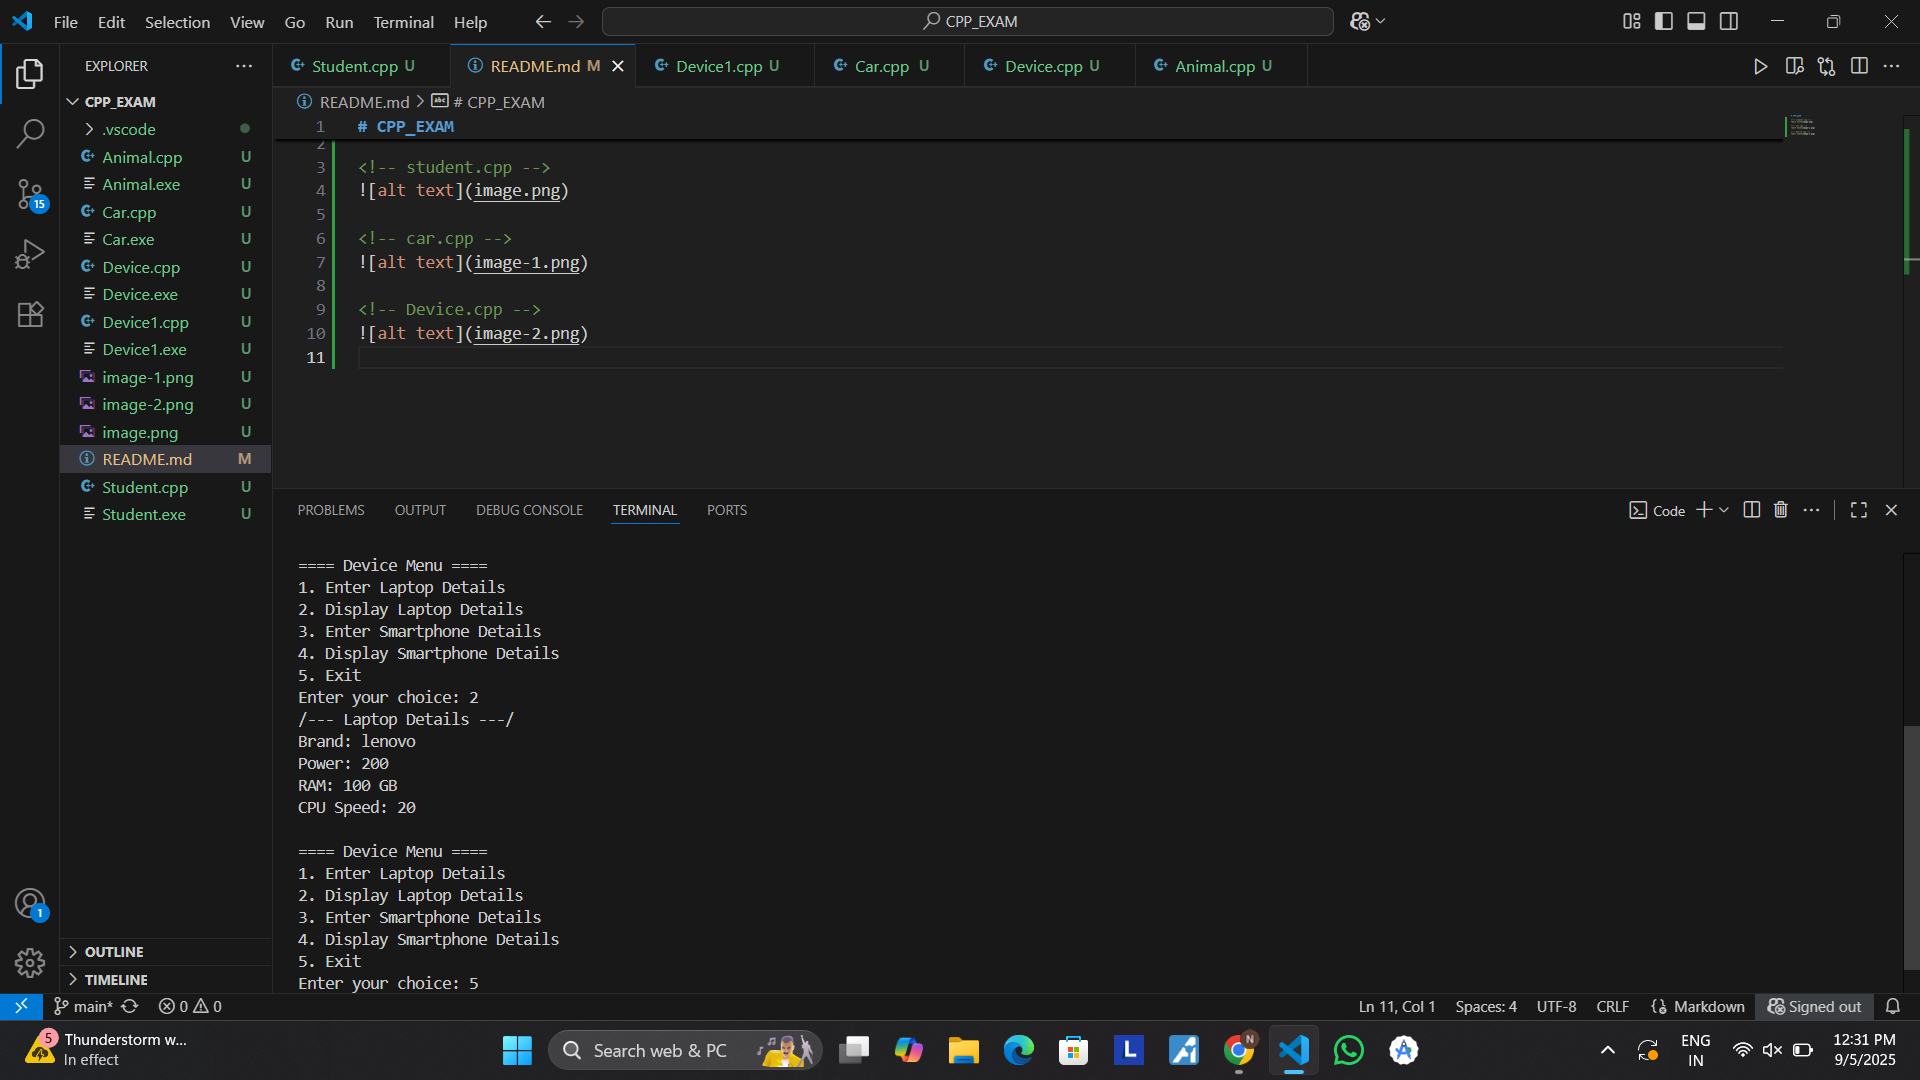 File Edit Selection View Go Run Terminal Help
CPP_EXAM
EXPLORER
CPP_EXAM
.vscode
Animal.cpp U
Animal.exe U
Car.cpp U
Car.exe U
Device.cpp U
Device.exe U
Device1.cpp U
Device1.exe U
image-1.png U
image-2.png U
image.png U
README.md M
Student.cpp U
Student.exe U
OUTLINE
TIMELINE
15
1
Student.cpp U README.md M Device1.cpp U Car.cpp U Device.cpp U Animal.cpp U
README.md > # CPP_EXAM
1 # CPP_EXAM
2
3 <!-- student.cpp -->
4 ![alt text](image.png)
5
6 <!-- car.cpp -->
7 ![alt text](image-1.png)
8
9 <!-- Device.cpp -->
10 ![alt text](image-2.png)
11
PROBLEMS OUTPUT DEBUG CONSOLE TERMINAL PORTS
Code
==== Device Menu ====
1. Enter Laptop Details
2. Display Laptop Details
3. Enter Smartphone Details
4. Display Smartphone Details
5. Exit
Enter your choice: 2
/--- Laptop Details ---/
Brand: lenovo
Power: 200
RAM: 100 GB
CPU Speed: 20
==== Device Menu ====
1. Enter Laptop Details
2. Display Laptop Details
3. Enter Smartphone Details
4. Display Smartphone Details
5. Exit
Enter your choice: 5
main* 0 0
Ln 11, Col 1 Spaces: 4 UTF-8 CRLF Markdown Signed out
5
Thunderstorm w...
In effect
Search web & PC
L
N
ENG
IN
12:31 PM
9/5/2025